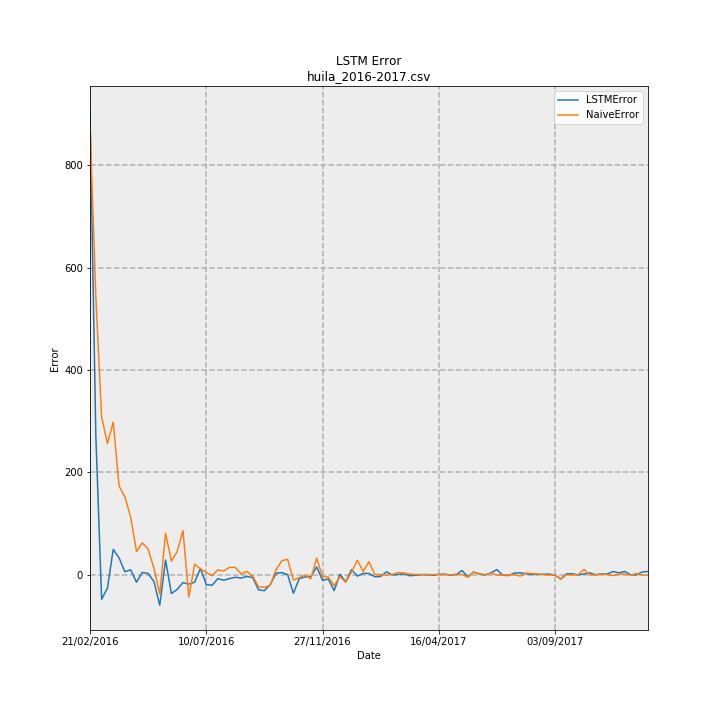 LSTM Error
huila_2016-2017.csv
LSTMError
NaiveError
800
600
400
200
0
Error
21/02/2016
10/07/2016
27/11/2016
16/04/2017
03/09/2017
Date